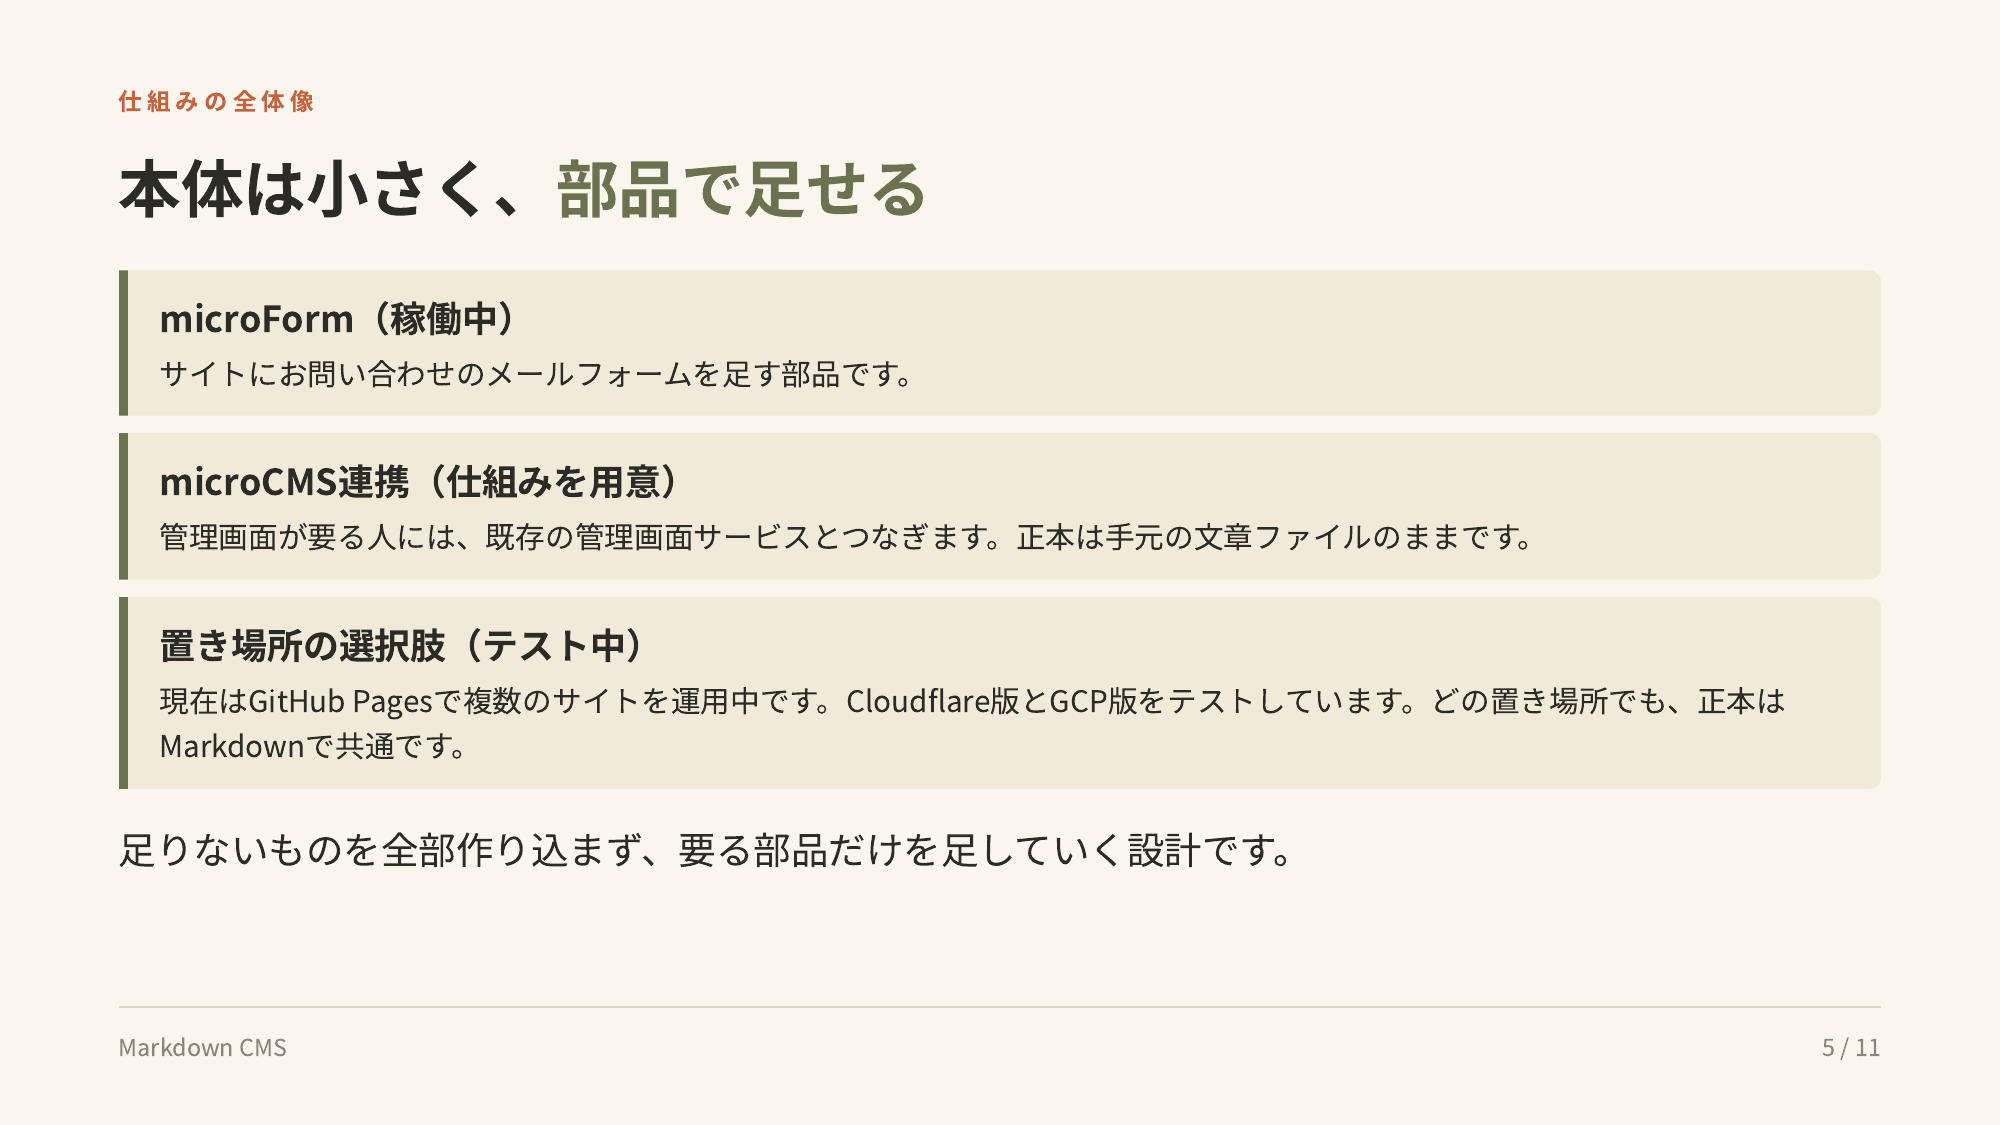 仕組みの全体像
本体は小さく、部品で足せる
microForm（稼働中）
サイトにお問い合わせのメールフォームを足す部品です。
microCMS連携（仕組みを用意）
管理画面が要る人には、既存の管理画面サービスとつなぎます。正本は手元の文章ファイルのままです。
置き場所の選択肢（テスト中）
現在はGitHub Pagesで複数のサイトを運用中です。Cloudflare版とGCP版をテストしています。どの置き場所でも、正本は
Markdownで共通です。
足りないものを全部作り込まず、要る部品だけを足していく設計です。
Markdown CMS
5 / 11